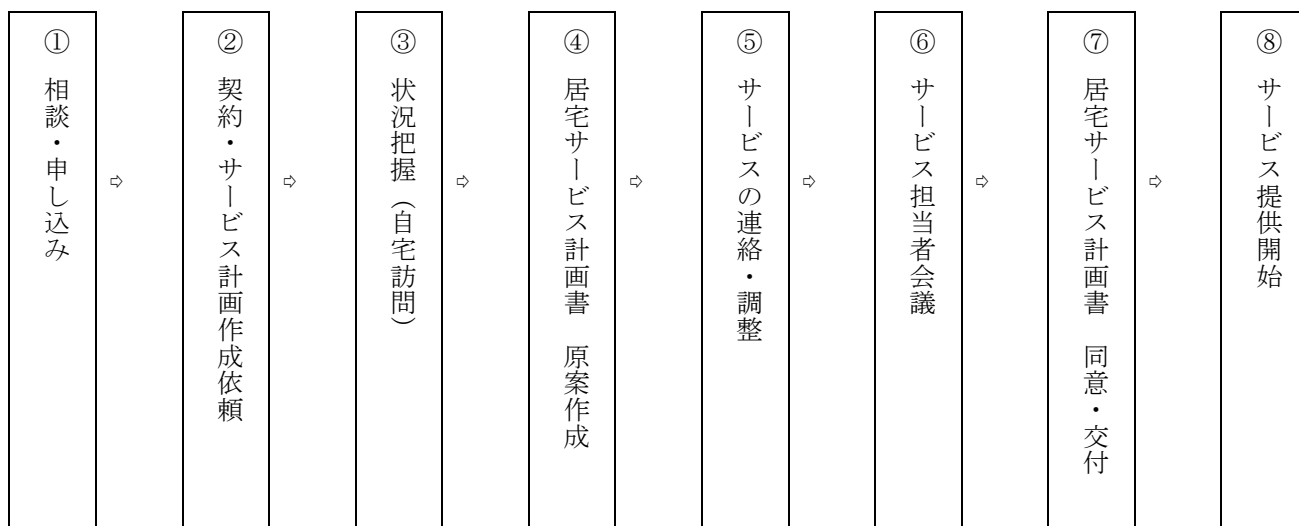 ① 相談・申し込み
⇨
② 契約・サービス計画作成依頼
⇨
③ 状況把握（自宅訪問）
⇨
④ 居宅サービス計画書　原案作成
⇨
⑤ サービスの連絡・調整
⇨
⑥ サービス担当者会議
⇨
⑦ 居宅サービス計画書　同意・交付
⇨
⑧ サービス提供開始